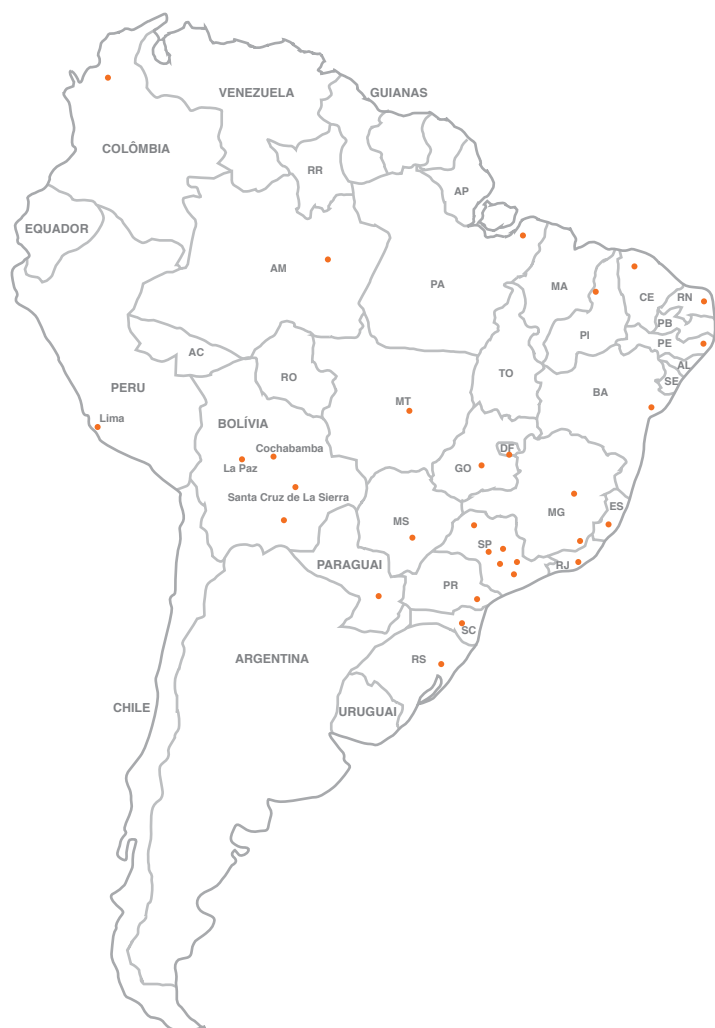 VENEZUELA
GUIANAS
COLÔMBIA
RR
AP
EQUADOR
AM
PA
MA
CE
RN
PB
PI
PE
AC
AL
RO
TO
SE
PERU
BA
MT
Lima
BOLÍVIA
Cochabamba
DF
La Paz
GO
Santa Cruz de La Sierra
MG
ES
MS
SP
PARAGUAI
RJ
PR
SC
ARGENTINA
RS
CHILE
URUGUAI